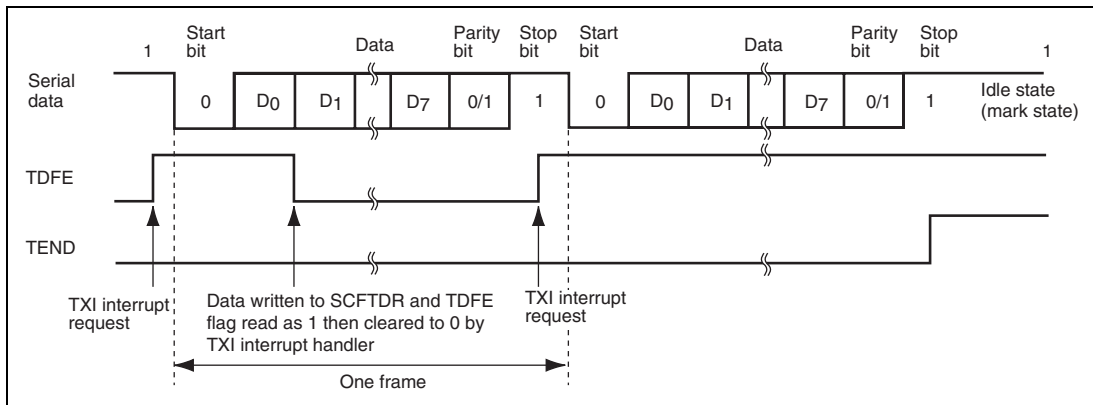 1 Start bit Data Parity bit Stop bit Start bit Data Parity bit Stop bit 1
Serial data
0 D0 D1 D7 0/1 1 0 D0 D1 D7 0/1 1
Idle state (mark state)
TDFE
TEND
TXI interrupt request
Data written to SCFTDR and TDFE
flag read as 1 then cleared to 0 by
TXI interrupt handler
TXI interrupt request
One frame